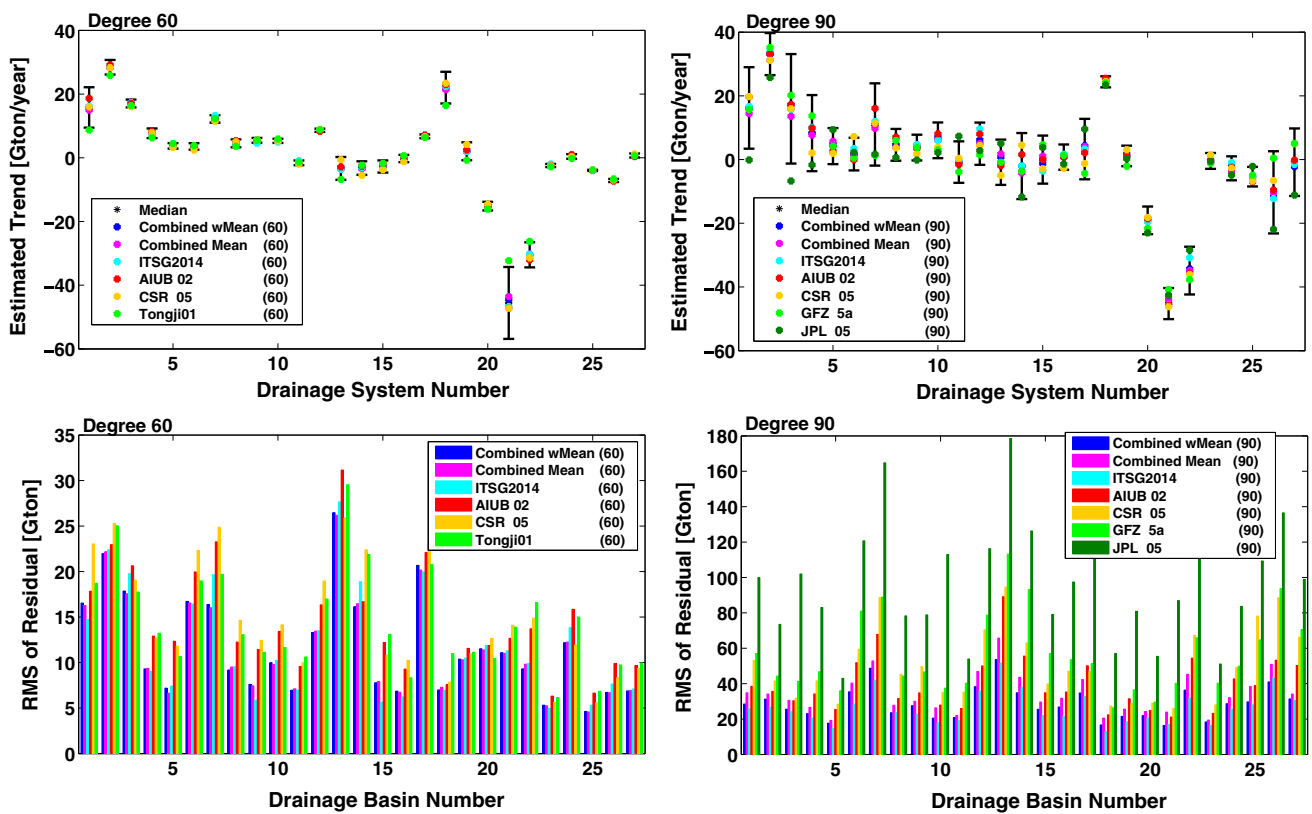 Degree 60
Estimated Trend [Gton/year]
40
20
0
−20
−40
−60
Median
Combined wMean (60)
Combined Mean (60)
ITSG2014 (60)
AIUB 02 (60)
CSR 05 (60)
Tongji01 (60)
5 10 15 20 25
Drainage System Number
Degree 90
Estimated Trend [Gton/year]
40
20
0
−20
−40
−60
Median
Combined wMean (90)
Combined Mean (90)
ITSG2014 (90)
AIUB 02 (90)
CSR 05 (90)
GFZ 5a (90)
JPL 05 (90)
5 10 15 20 25
Drainage System Number
Degree 60
RMS of Residual [Gton]
35
30
25
20
15
10
5
0
Combined wMean (60)
Combined Mean (60)
ITSG2014 (60)
AIUB 02 (60)
CSR 05 (60)
Tongji01 (60)
5 10 15 20 25
Drainage Basin Number
Degree 90
RMS of Residual [Gton]
180
160
140
120
100
80
60
40
20
0
Combined wMean (90)
Combined Mean (90)
ITSG2014 (90)
AIUB 02 (90)
CSR 05 (90)
GFZ 5a (90)
JPL 05 (90)
5 10 15 20 25
Drainage Basin Number